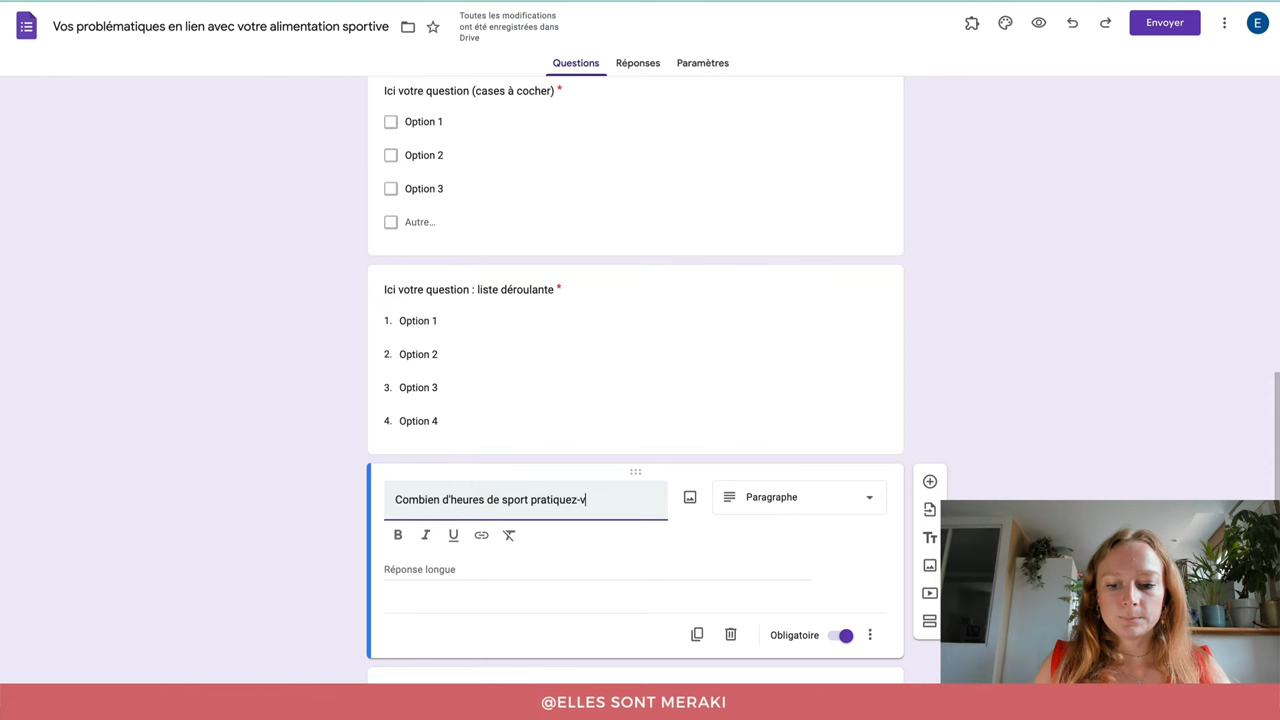 Vos problématiques en lien avec votre alimentation sportive
Toutes les modifications
ont été enregistrées dans
Drive
Envoyer
E
Questions
Réponses
Paramètres
Ici votre question (cases à cocher) *
Option 1
Option 2
Option 3
Autre...
Ici votre question : liste déroulante *
1. Option 1
2. Option 2
3. Option 3
4. Option 4
Combien d'heures de sport pratiquez-v
Paragraphe
B I U
Tт
Réponse longue
Obligatoire
@ELLES SONT MERAKI